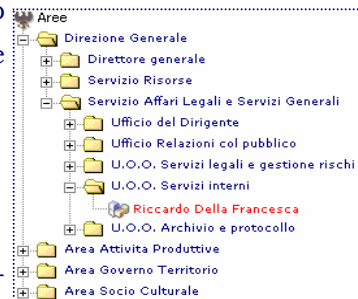 Aree
Direzione Generale
Direttore generale
Servizio Risorse
Servizio Affari Legali e Servizi Generali
Ufficio del Dirigente
Ufficio Relazioni col pubblico
U.O.O. Servizi legali e gestione rischi
U.O.O. Servizi interni
Riccardo Della Francesca
U.O.O. Archivio e protocollo
Area Attivita Produttive
Area Governo Territorio
Area Socio Culturale